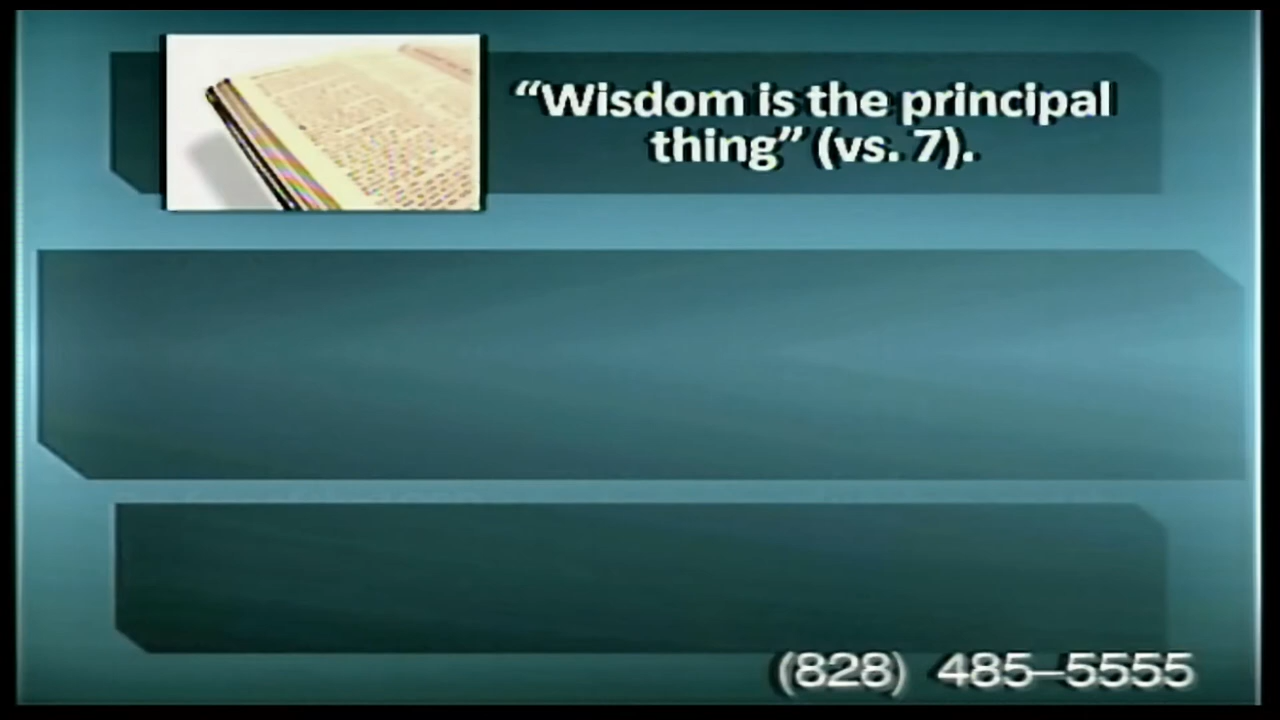 “Wisdom is the principal
thing” (vs. 7).
(828) 485–5555